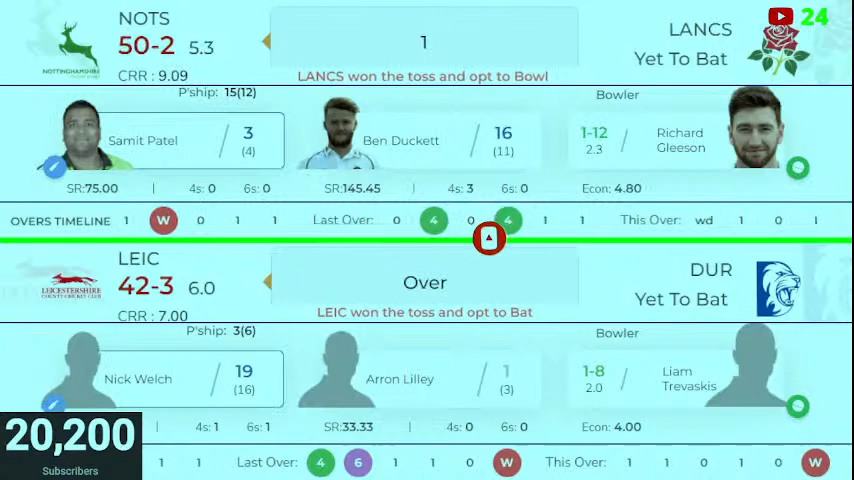 NOTS
50-2 5.3
CRR : 9.09
NOTTINGHAMSHIRE
1
LANCS won the toss and opt to Bowl
LANCS
Yet To Bat
24
P'ship: 15(12)
Samit Patel
3
(4)
Ben Duckett
16
(11)
Bowler
1-12
2.3
Richard
Gleeson
SR:75.00 | 4s: 0 6s: 0 SR:145.45 | 4s: 3 6s: 0 Econ: 4.80
OVERS TIMELINE 1 W 0 1 1 Last Over: 0 4 0 4 1 1 This Over: wd 1 0 1
LEIC
42-3 6.0
CRR : 7.00
LEICESTERSHIRE
COUNTY CRICKET CLUB
Over
LEIC won the toss and opt to Bat
DUR
Yet To Bat
P'ship: 3(6)
Nick Welch
19
(16)
Arron Lilley
1
(3)
Bowler
1-8
2.0
Liam
Trevaskis
4s: 1 6s: 1 SR:33.33 | 4s: 0 6s: 0 Econ: 4.00
20,200
Subscribers
1 1 Last Over: 4 6 1 1 0 W This Over: 1 1 0 1 0 W